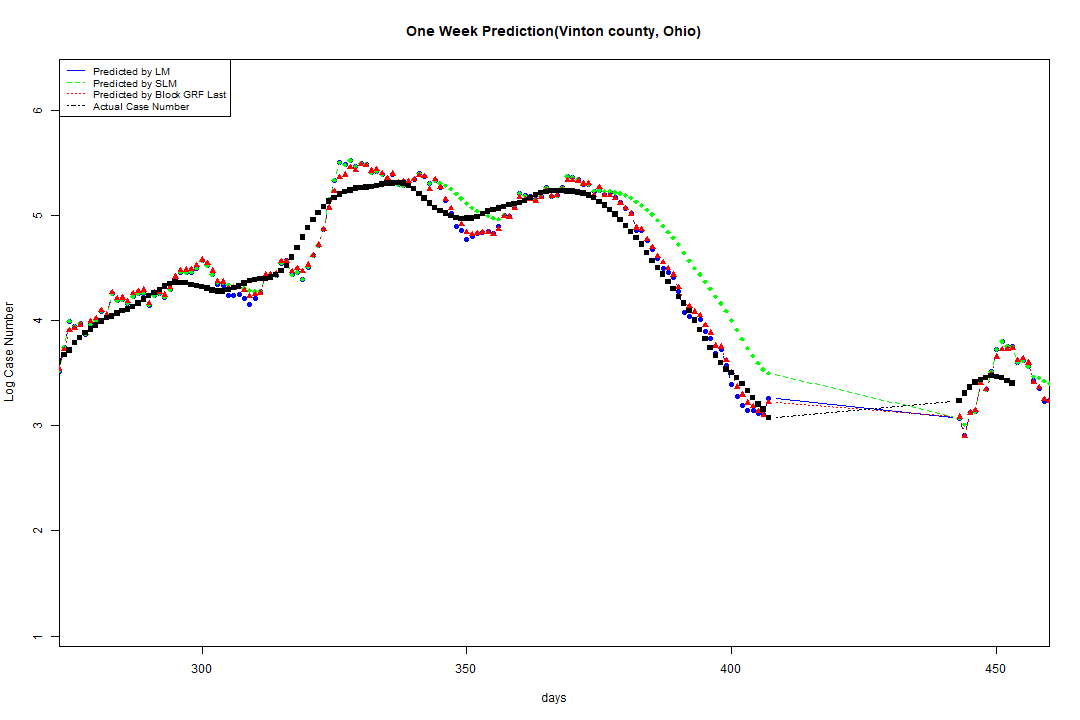 One Week Prediction(Vinton county, Ohio)
Predicted by LM
Predicted by SLM
Predicted by Block GRF Last
Actual Case Number
Log Case Number
6
5
4
3
2
1
300
350
400
450
days